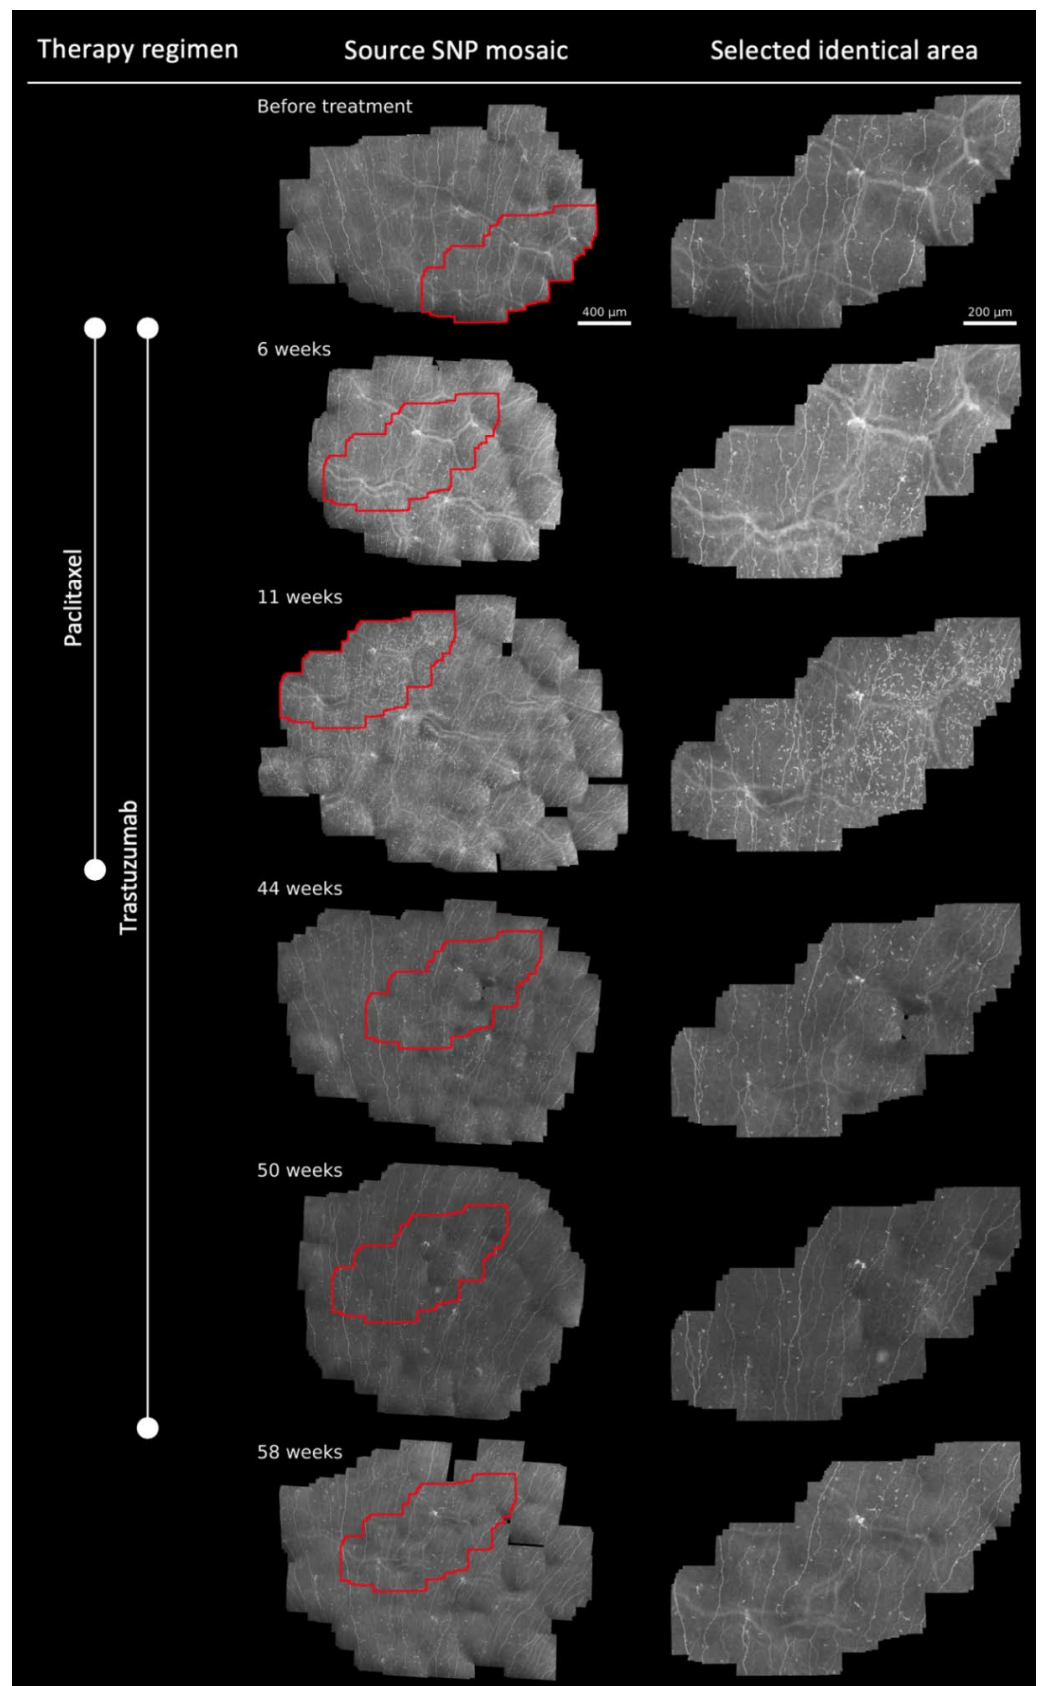 Therapy regimen
Source SNP mosaic
Selected identical area
Before treatment
400 µm
200 µm
6 weeks
11 weeks
Paclitaxel
Trastuzumab
44 weeks
50 weeks
58 weeks